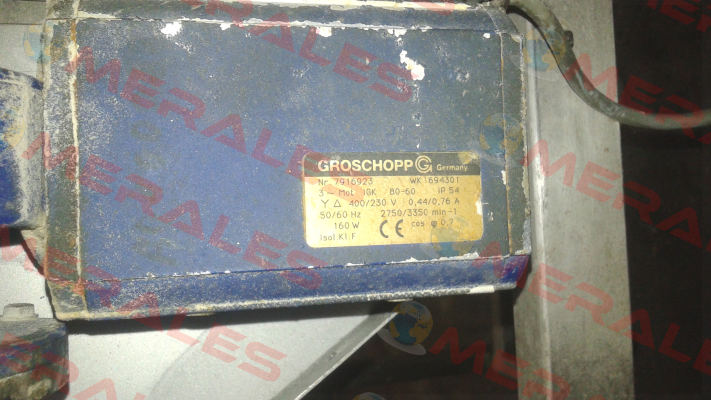 GROSCHOPP G Germany
Nr. 7916923 WK 1694301
3 ~ Mot. IGK 80-60 IP 54
Y Δ 400/230 V 0,44/0,76 A
50/60 Hz 2750/3350 min-1
160 W CE cos φ 0,7
Isol.Kl.F
MERALES
MERALES
MERALES
MERALES
MERALES
MERALES